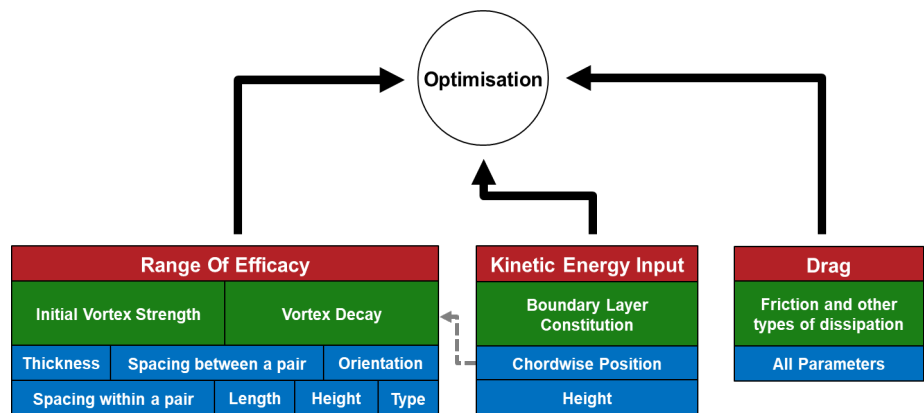 Optimisation
Range Of Efficacy
Initial Vortex Strength
Vortex Decay
Thickness
Spacing between a pair
Orientation
Spacing within a pair
Length
Height
Type
Kinetic Energy Input
Boundary Layer
Constitution
Chordwise Position
Height
Drag
Friction and other
types of dissipation
All Parameters